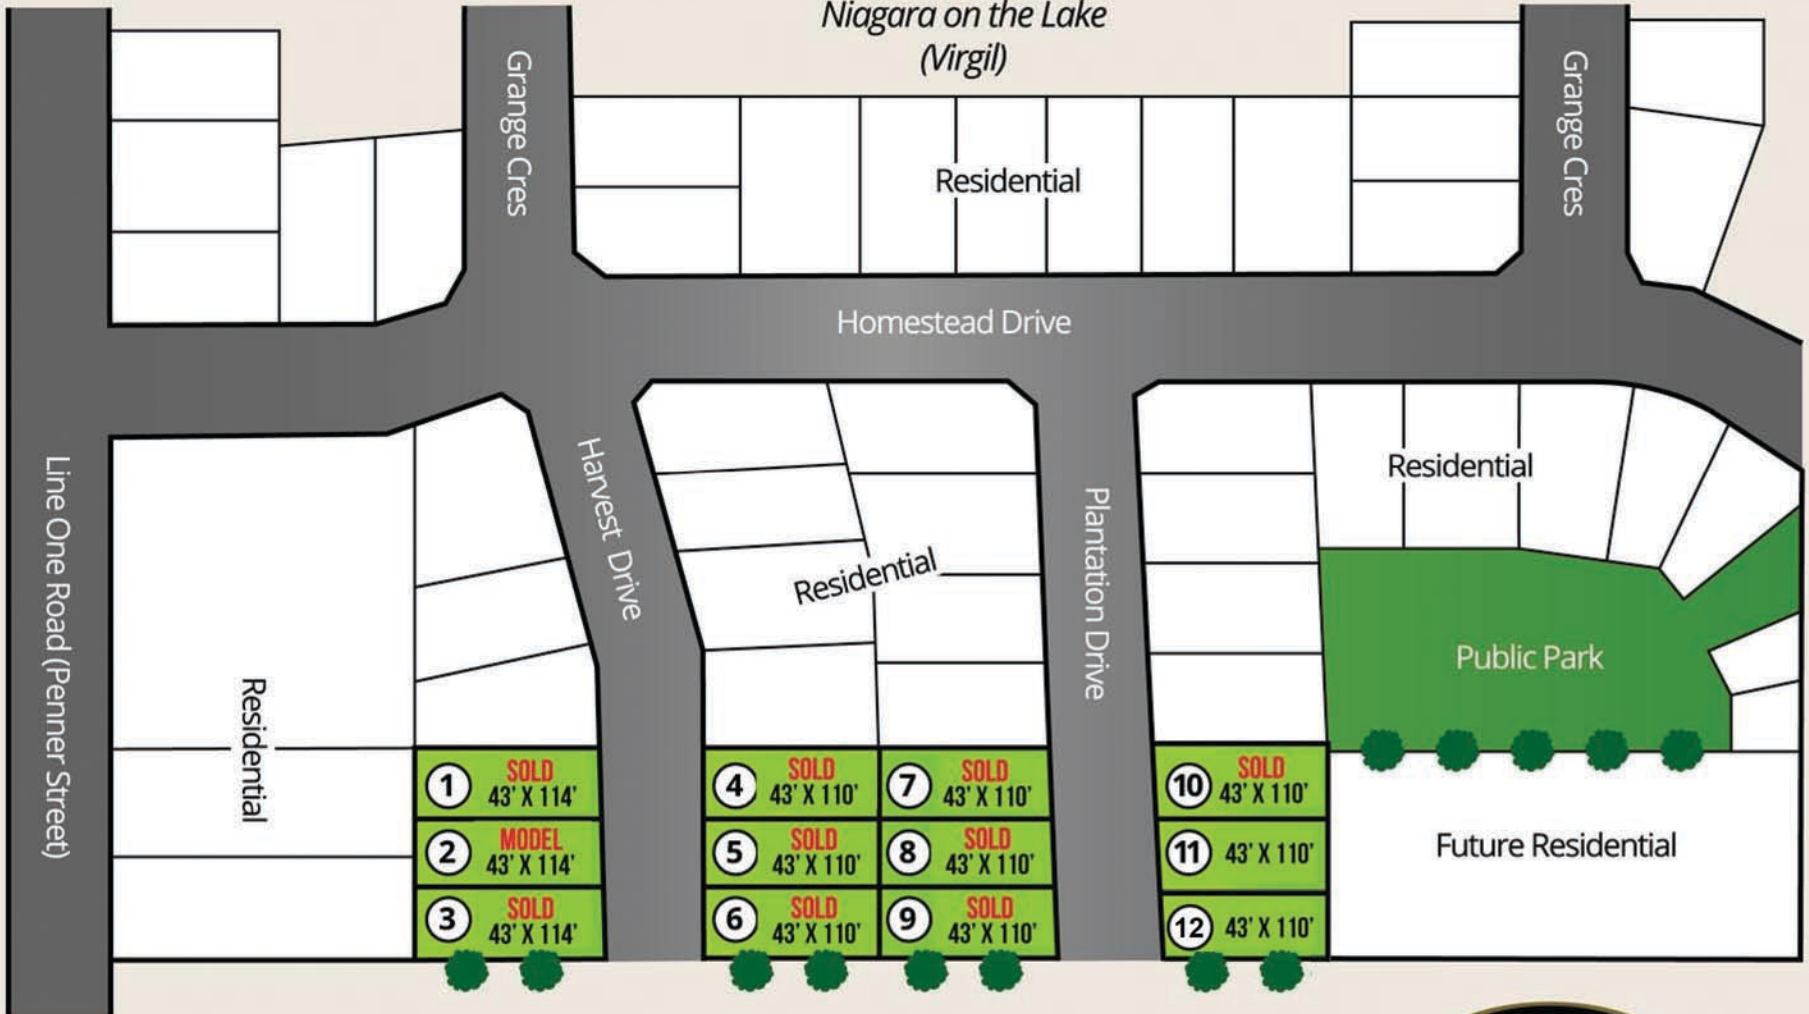 Niagara on the Lake
(Virgil)
Grange Cres
Grange Cres
Residential
Homestead Drive
Line One Road (Penner Street)
Harvest Drive
Plantation Drive
Residential
Residential
Residential
Public Park
Future Residential
1 SOLD
43' X 114'
2 MODEL
43' X 114'
3 SOLD
43' X 114'
4 SOLD
43' X 110'
5 SOLD
43' X 110'
6 SOLD
43' X 110'
7 SOLD
43' X 110'
8 SOLD
43' X 110'
9 SOLD
43' X 110'
10 SOLD
43' X 110'
11 43' X 110'
12 43' X 110'